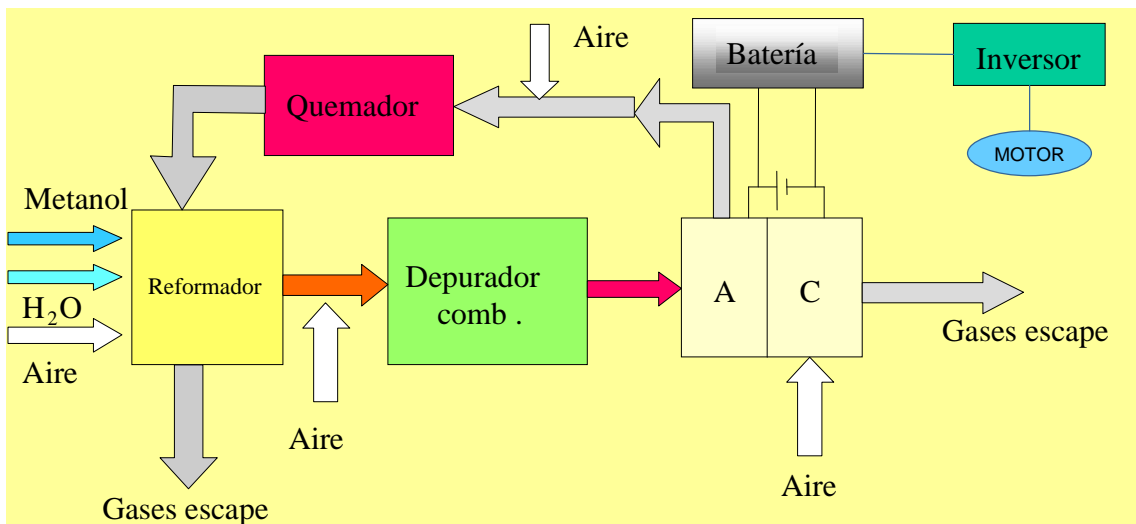 Aire
Batería
Inversor
Quemador
MOTOR
Metanol
Reformador
H₂O
Aire
Depurador
comb .
A
C
Gases escape
Aire
Aire
Gases escape